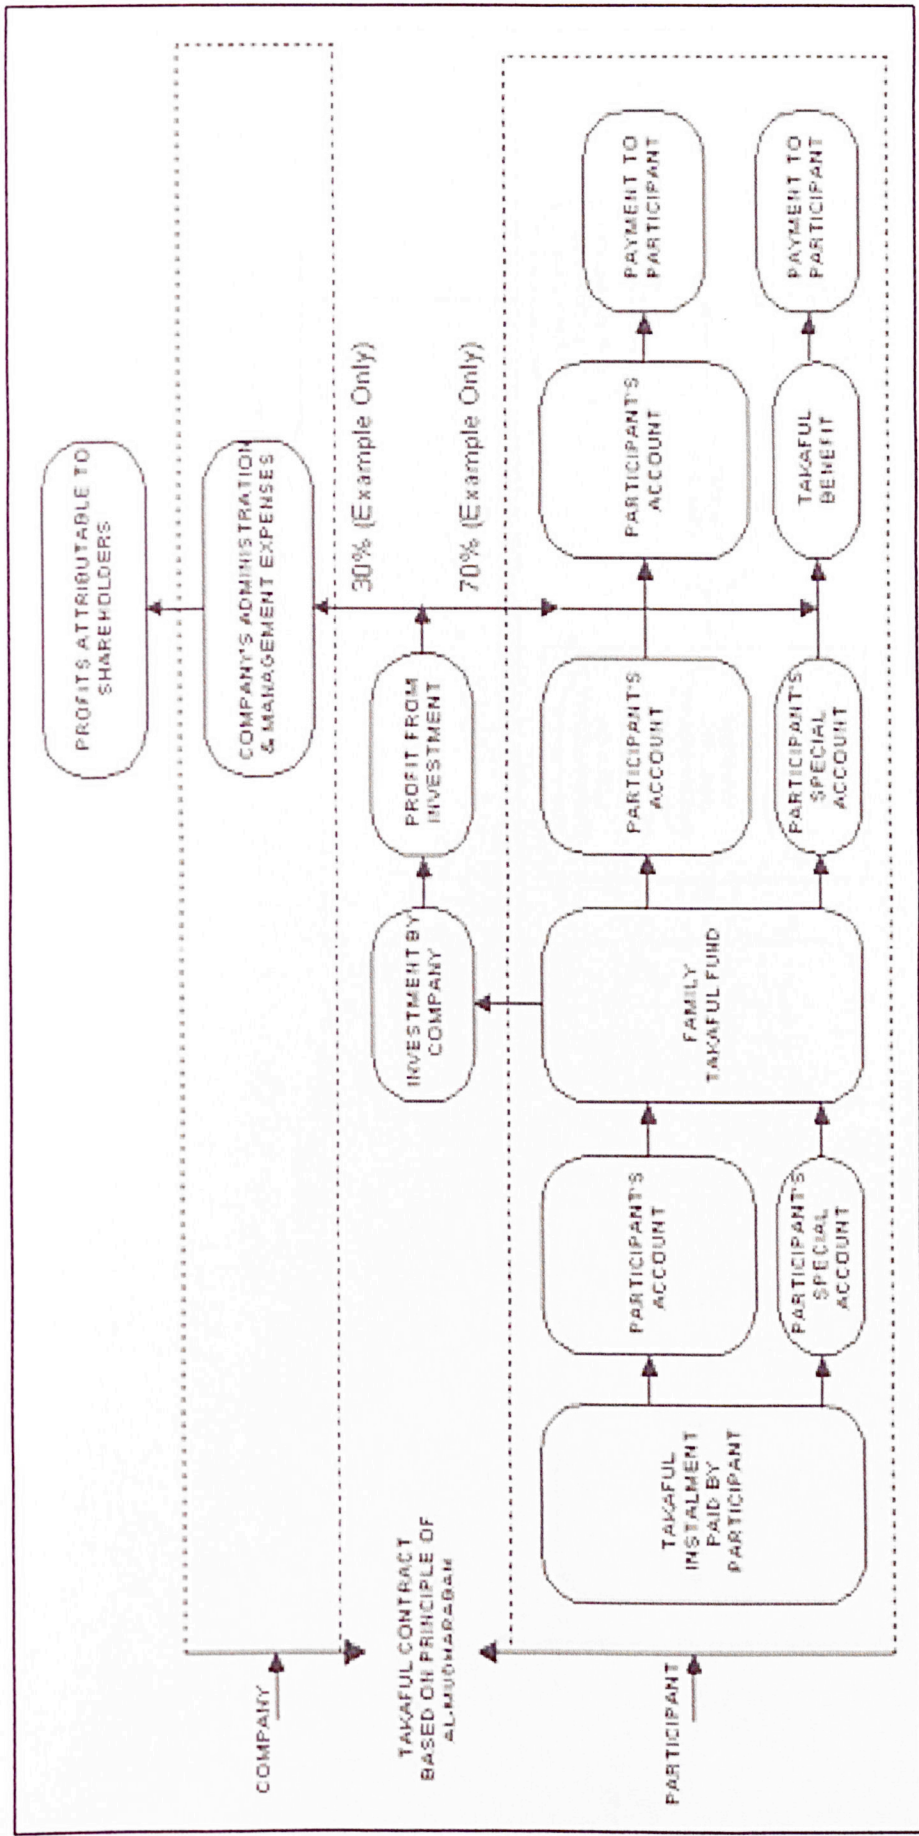 PROFITS ATTRIBUTABLE TO
SHAREHOLDERS
COMPANY
COMPANY'S ADMINISTRATION
& MANAGEMENT EXPENSES
30% (Example Only)
TAKAFUL CONTRACT
BASED ON PRINCIPLE OF
AL-MUDHARABAH
INVESTMENT BY
COMPANY
PROFIT FROM
INVESTMENT
70% (Example Only)
PARTICIPANT
TAKAFUL
INSTALMENT
PAID BY
PARTICIPANT
PARTICIPANT'S
ACCOUNT
PARTICIPANT'S
SPECIAL
ACCOUNT
FAMILY
TAKAFUL FUND
PARTICIPANT'S
ACCOUNT
PARTICIPANT'S
SPECIAL
ACCOUNT
PARTICIPANT'S
ACCOUNT
TAKAFUL
BENEFIT
PAYMENT TO
PARTICIPANT
PAYMENT TO
PARTICIPANT